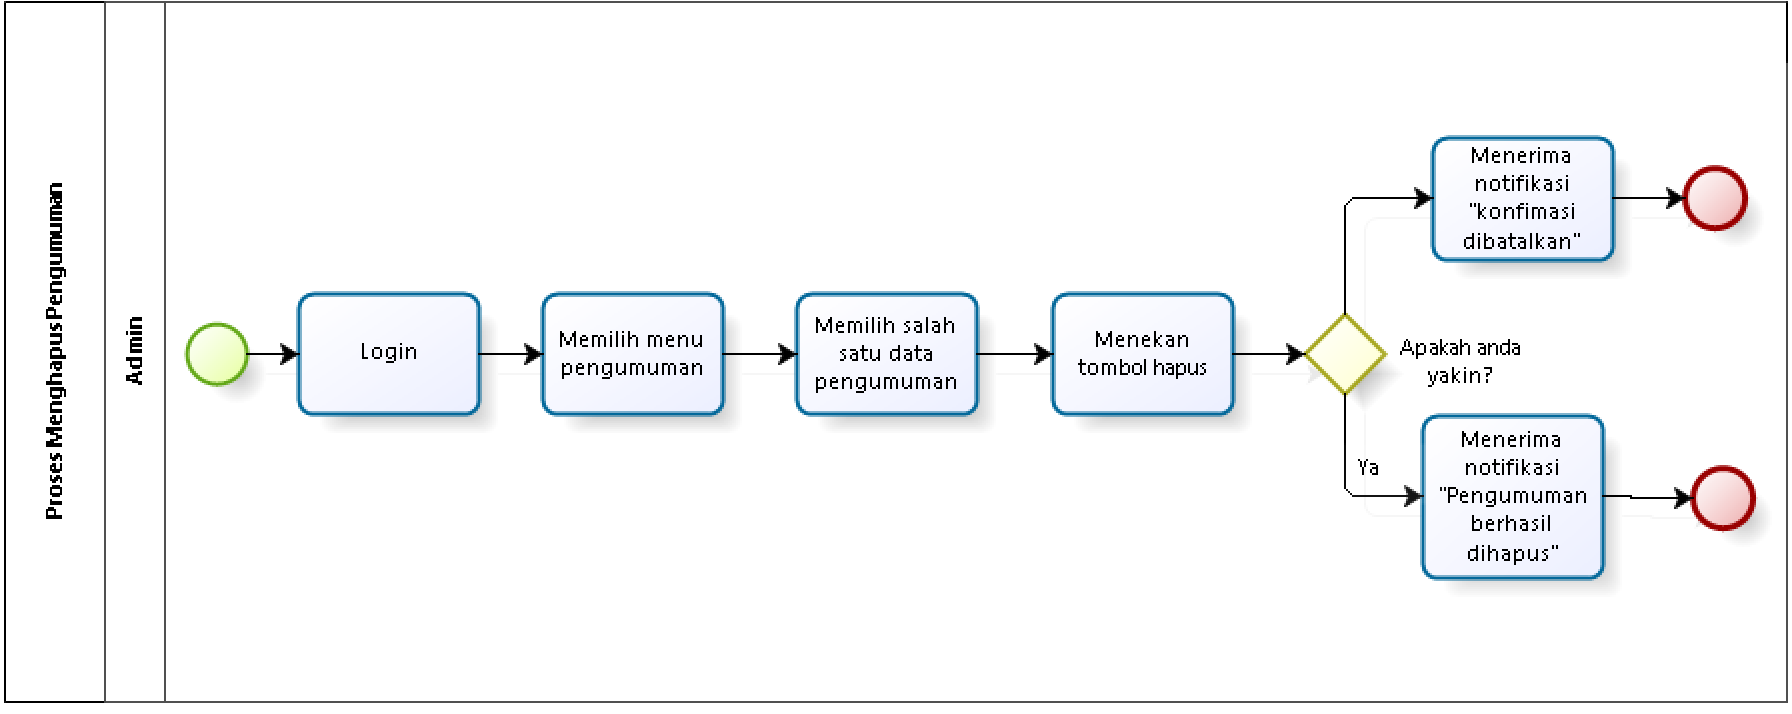 Proses Menghapus Pengumuman
Admin
Login
Memilih menu
pengumuman
Memilih salah
satu data
pengumuman
Menekan
tombol hapus
Apakah anda
yakin?
Menerima
notifikasi
"konfimasi
dibatalkan"
Ya
Menerima
notifikasi
"Pengumuman
berhasil
dihapus"